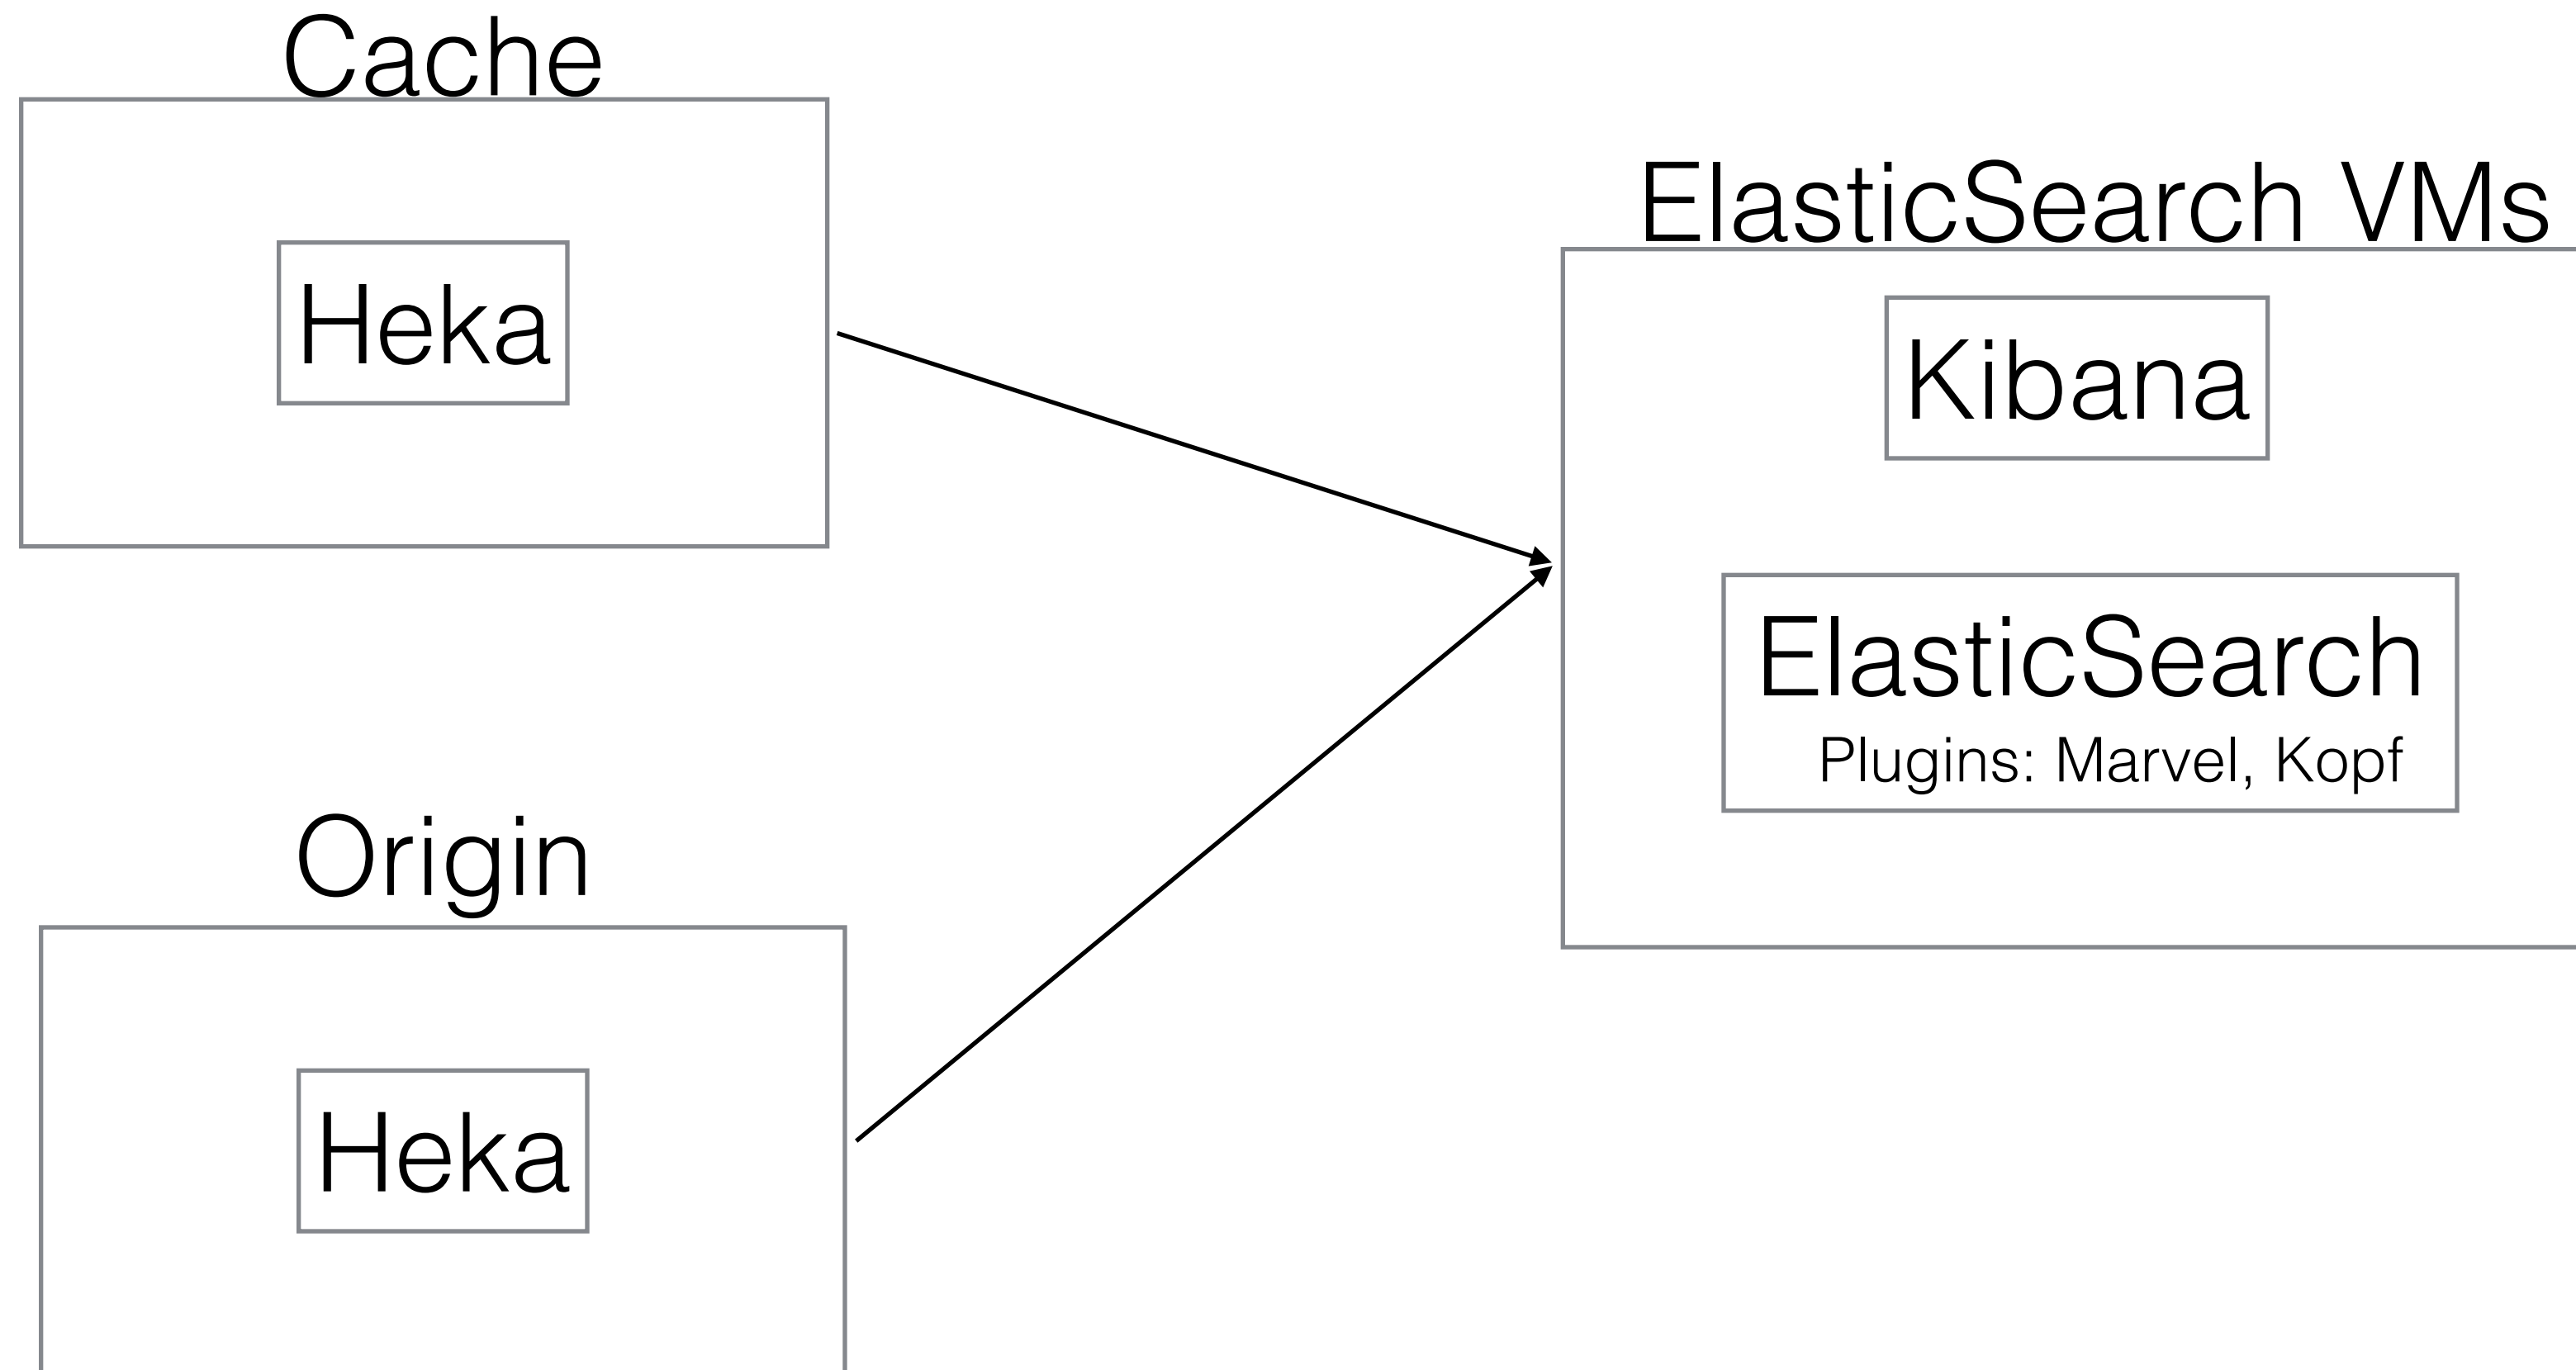 Cache
Heka
ElasticSearch VMs
Kibana
ElasticSearch
Plugins: Marvel, Kopf
Origin
Heka